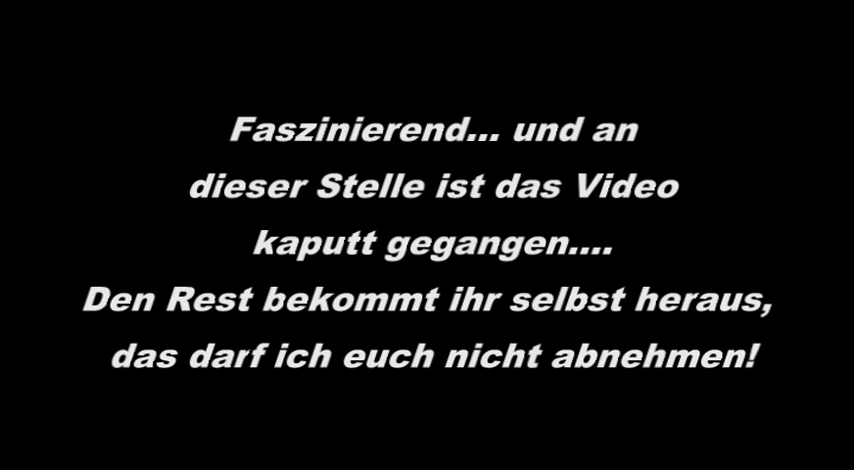 Faszinierend... und an
dieser Stelle ist das Video
kaputt gegangen....
Den Rest bekommt ihr selbst heraus,
das darf ich euch nicht abnehmen!